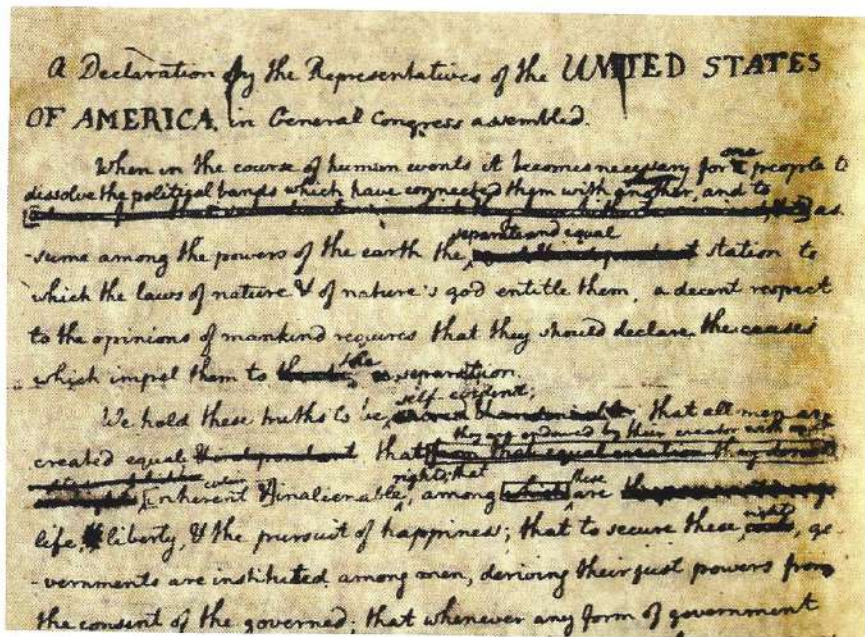 A Declaration by the Representatives of the UNITED STATES
OF AMERICA, in General Congress assembled.
When in the course of human events it becomes necessary for one people to
dissolve the political bands which have connected them with another, and to
as
-sume among the powers of the earth the separate and equal station to
which the laws of nature & of nature's god entitle them, a decent respect
to the opinions of mankind requires that they should declare the causes
which impel them to the separation.
We hold these truths to be self-evident; that all men are
created equal & independant that they are endowed by their creator with
from that equal creation they
inherent & inalienable rights; that among which these are
life, & liberty, & the pursuit of happiness; that to secure these rights, go
-vernments are instituted among men, deriving their just powers from
the consent of the governed; that whenever any form of government